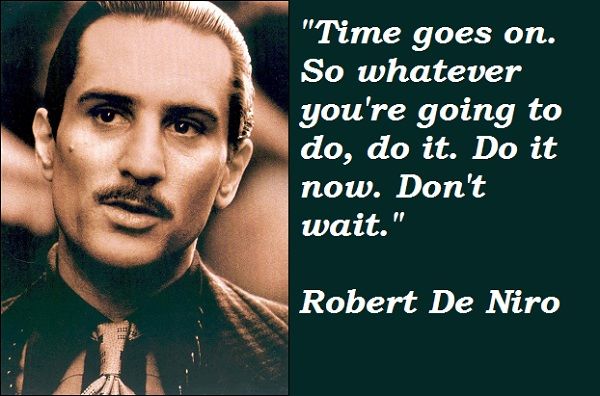 "Time goes on.
So whatever
you're going to
do, do it. Do it
now. Don't
wait."
Robert De Niro